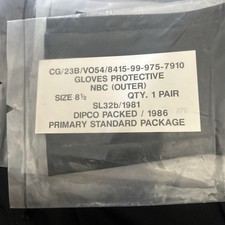 CG/23B/VO54/8415-99-975-7910
GLOVES PROTECTIVE
NBC (OUTER)
SIZE 8½ QTY. 1 PAIR
SL32b/1981
DIPCO PACKED / 1986
PRIMARY STANDARD PACKAGE